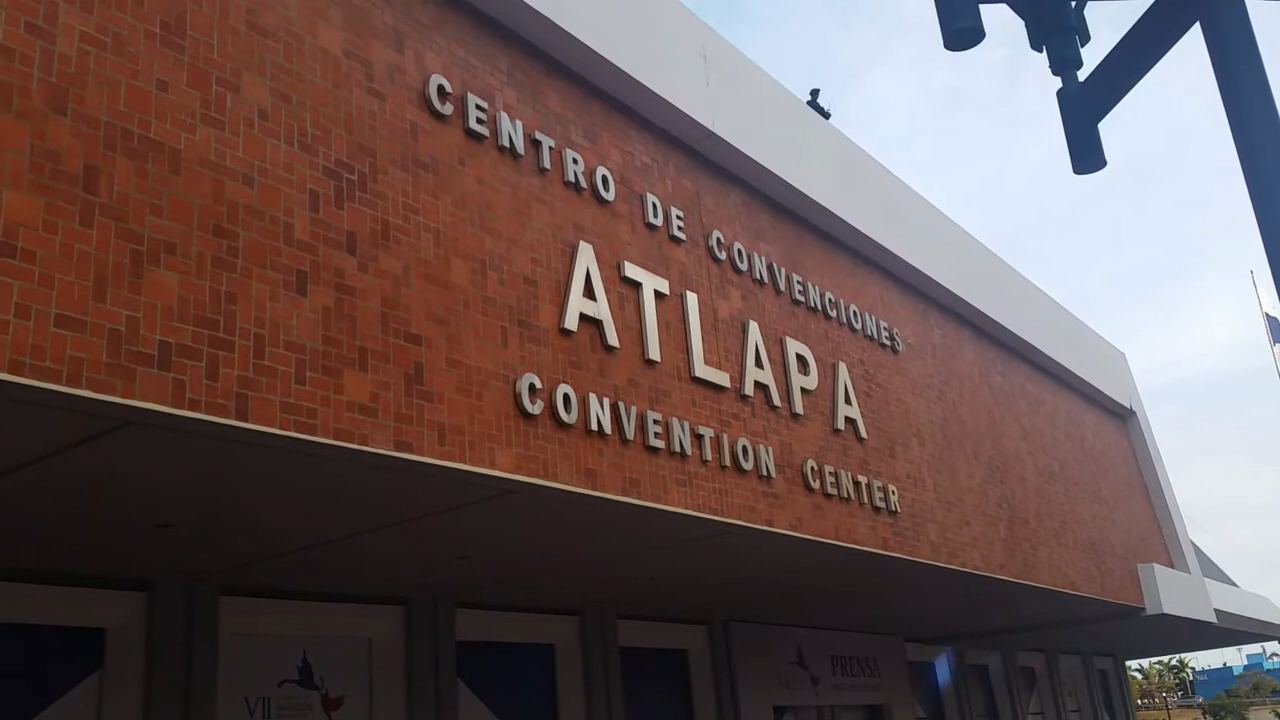 CENTRO DE CONVENCIONES
ATLAPA
CONVENTION CENTER
VII
PRENSA